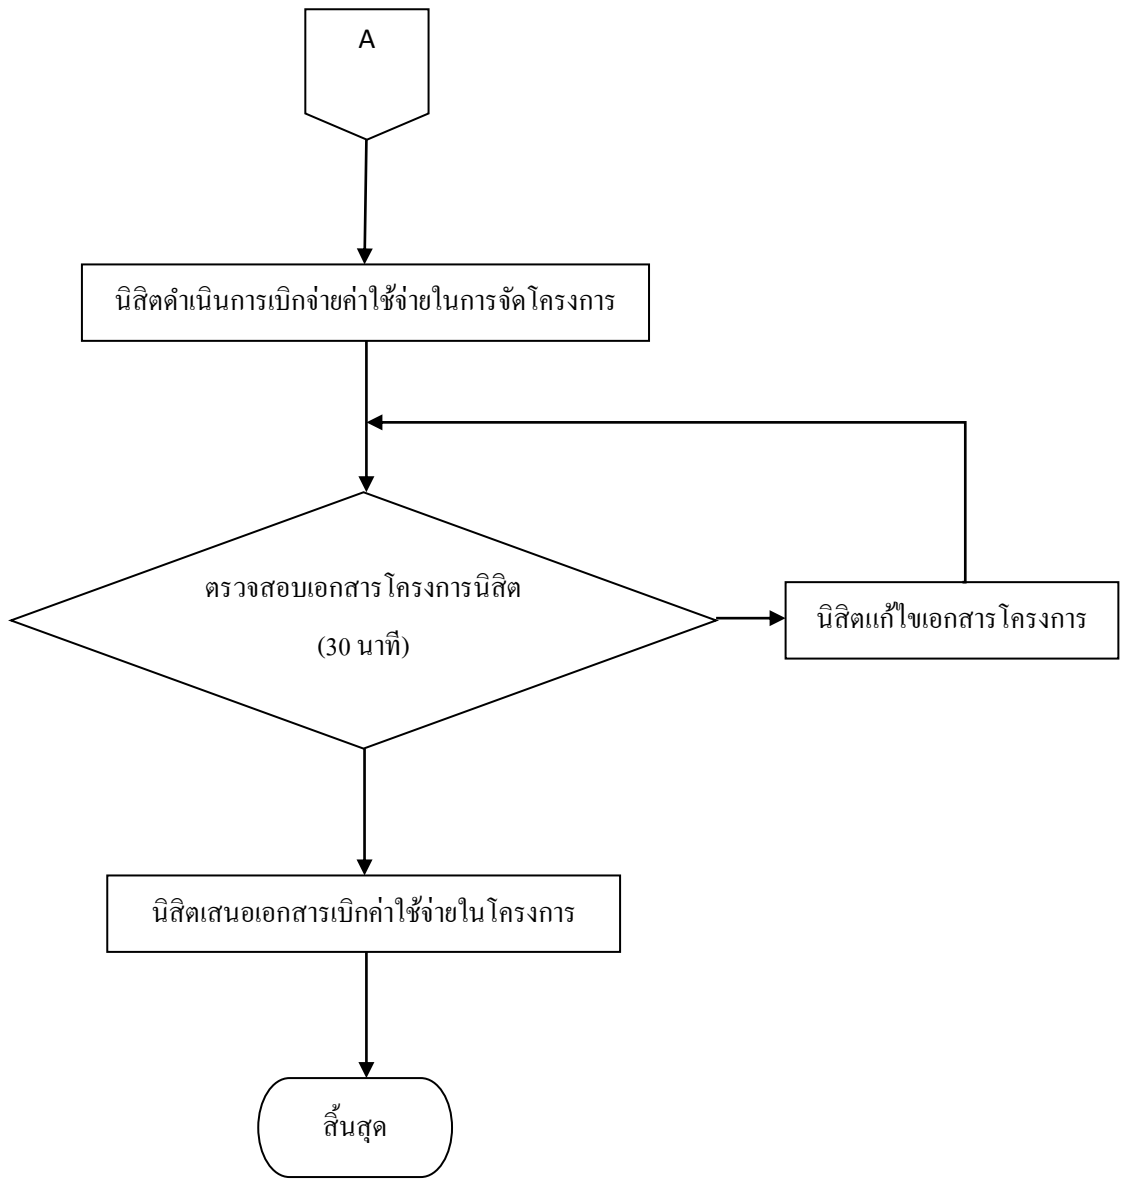 A
นิสิตดำเนินการเบิกจ่ายค่าใช้จ่ายในการจัดโครงการ
ตรวจสอบเอกสารโครงการนิสิต
(30 นาที)
นิสิตแก้ไขเอกสารโครงการ
นิสิตเสนอเอกสารเบิกค่าใช้จ่ายในโครงการ
สิ้นสุด